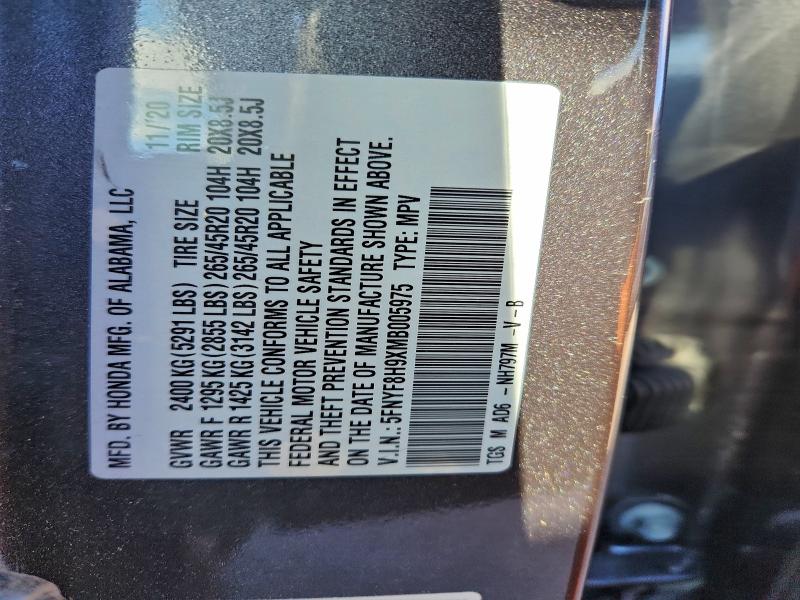 MFD. BY HONDA MFG. OF ALABAMA, LLC 11/20
GVWR 2400 KG (5291 LBS) TIRE SIZE RIM SIZE
GAWR F 1295 KG (2855 LBS) 265/45R20 104H 20X8.5J
GAWR R 1425 KG (3142 LBS) 265/45R20 104H 20X8.5J
THIS VEHICLE CONFORMS TO ALL APPLICABLE
FEDERAL MOTOR VEHICLE SAFETY
AND THEFT PREVENTION STANDARDS IN EFFECT
ON THE DATE OF MANUFACTURE SHOWN ABOVE.
V.I.N.: 5FNYF8H9XMB005975 TYPE: MPV
TGS M AD6 - NH797M - V - B